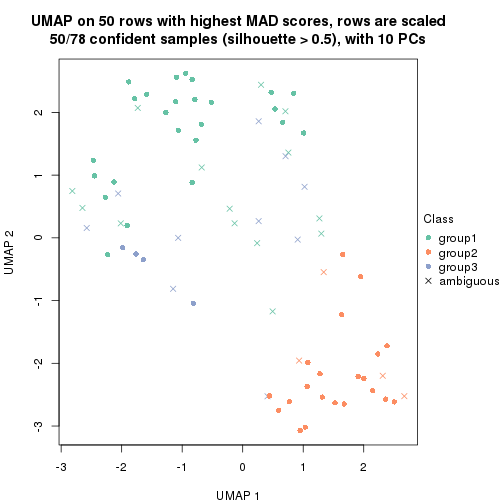 UMAP on 50 rows with highest MAD scores, rows are scaled
50/78 confident samples (silhouette > 0.5), with 10 PCs
UMAP 2
2
1
0
-1
-2
-3
-3
-2
-1
0
1
2
UMAP 1
Class
group1
group2
group3
ambiguous